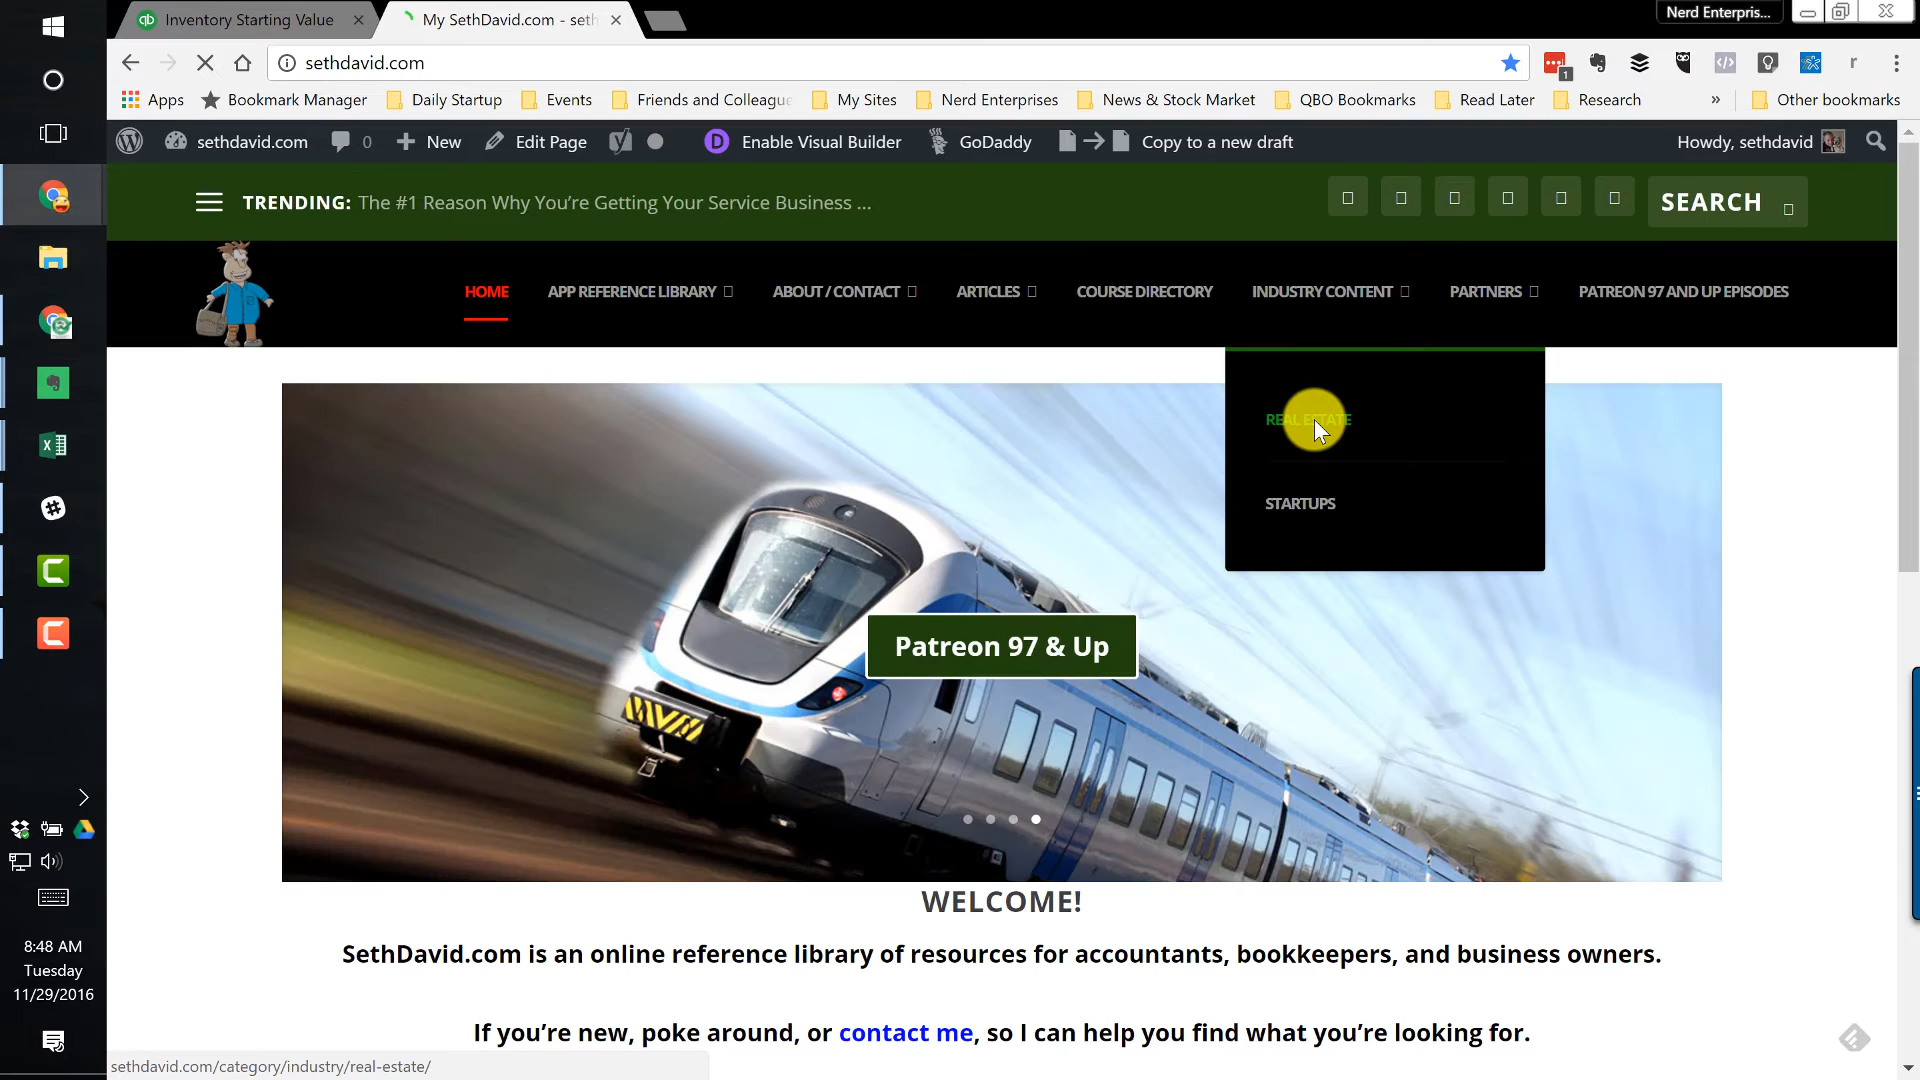 Inventory Starting Value
My SethDavid.com - seth
Nerd Enterpris...
sethdavid.com
1
r
Apps
Bookmark Manager
Daily Startup
Events
Friends and Colleagu
My Sites
Nerd Enterprises
News & Stock Market
QBO Bookmarks
Read Later
Research
»
Other bookmarks
sethdavid.com
0
New
Edit Page
Enable Visual Builder
GoDaddy
Copy to a new draft
Howdy, sethdavid
TRENDING: The #1 Reason Why You’re Getting Your Service Business ...
SEARCH
HOME
APP REFERENCE LIBRARY
ABOUT / CONTACT
ARTICLES
COURSE DIRECTORY
INDUSTRY CONTENT
PARTNERS
PATREON 97 AND UP EPISODES
REAL ESTATE
STARTUPS
Patreon 97 & Up
WELCOME!
SethDavid.com is an online reference library of resources for accountants, bookkeepers, and business owners.
If you’re new, poke around, or contact me, so I can help you find what you’re looking for.
8:48 AM
Tuesday
11/29/2016
sethdavid.com/category/industry/real-estate/